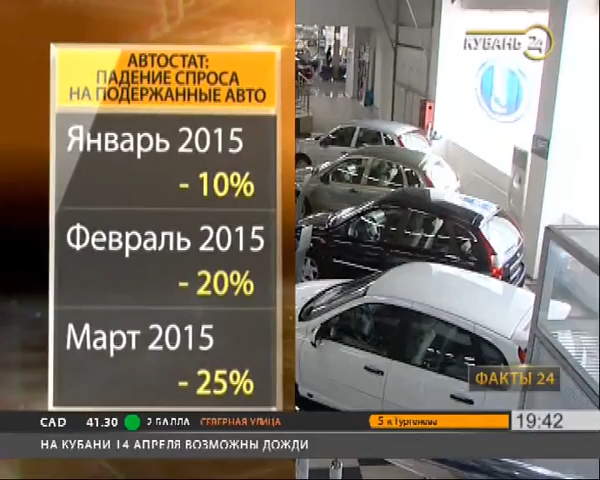 АВТОСТАТ:
ПАДЕНИЕ СПРОСА
НА ПОДЕРЖАННЫЕ АВТО
Январь 2015
- 10%
Февраль 2015
- 20%
Март 2015
- 25%
КУБАНЬ 24
ФАКТЫ 24
CAD 41.30 2 БАЛЛА СЕВЕРНАЯ УЛИЦА 5 к Тургенева 19:42
НА КУБАНИ 14 АПРЕЛЯ ВОЗМОЖНЫ ДОЖДИ